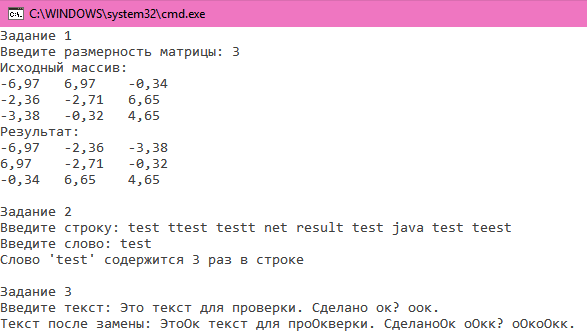 C:\WINDOWS\system32\cmd.exe
Задание 1
Введите размерность матрицы: 3
Исходный массив:
-6,97 6,97 -0,34
-2,36 -2,71 6,65
-3,38 -0,32 4,65
Результат:
-6,97 -2,36 -3,38
6,97 -2,71 -0,32
-0,34 6,65 4,65
Задание 2
Введите строку: test ttest testt net result test java test teest
Введите слово: test
Слово 'test' содержится 3 раз в строке
Задание 3
Введите текст: Это текст для проверки. Сделано ок? оок.
Текст после замены: ЭтоОк текст для проОкверки. СделаноОк оОкк? оОкоОкк.